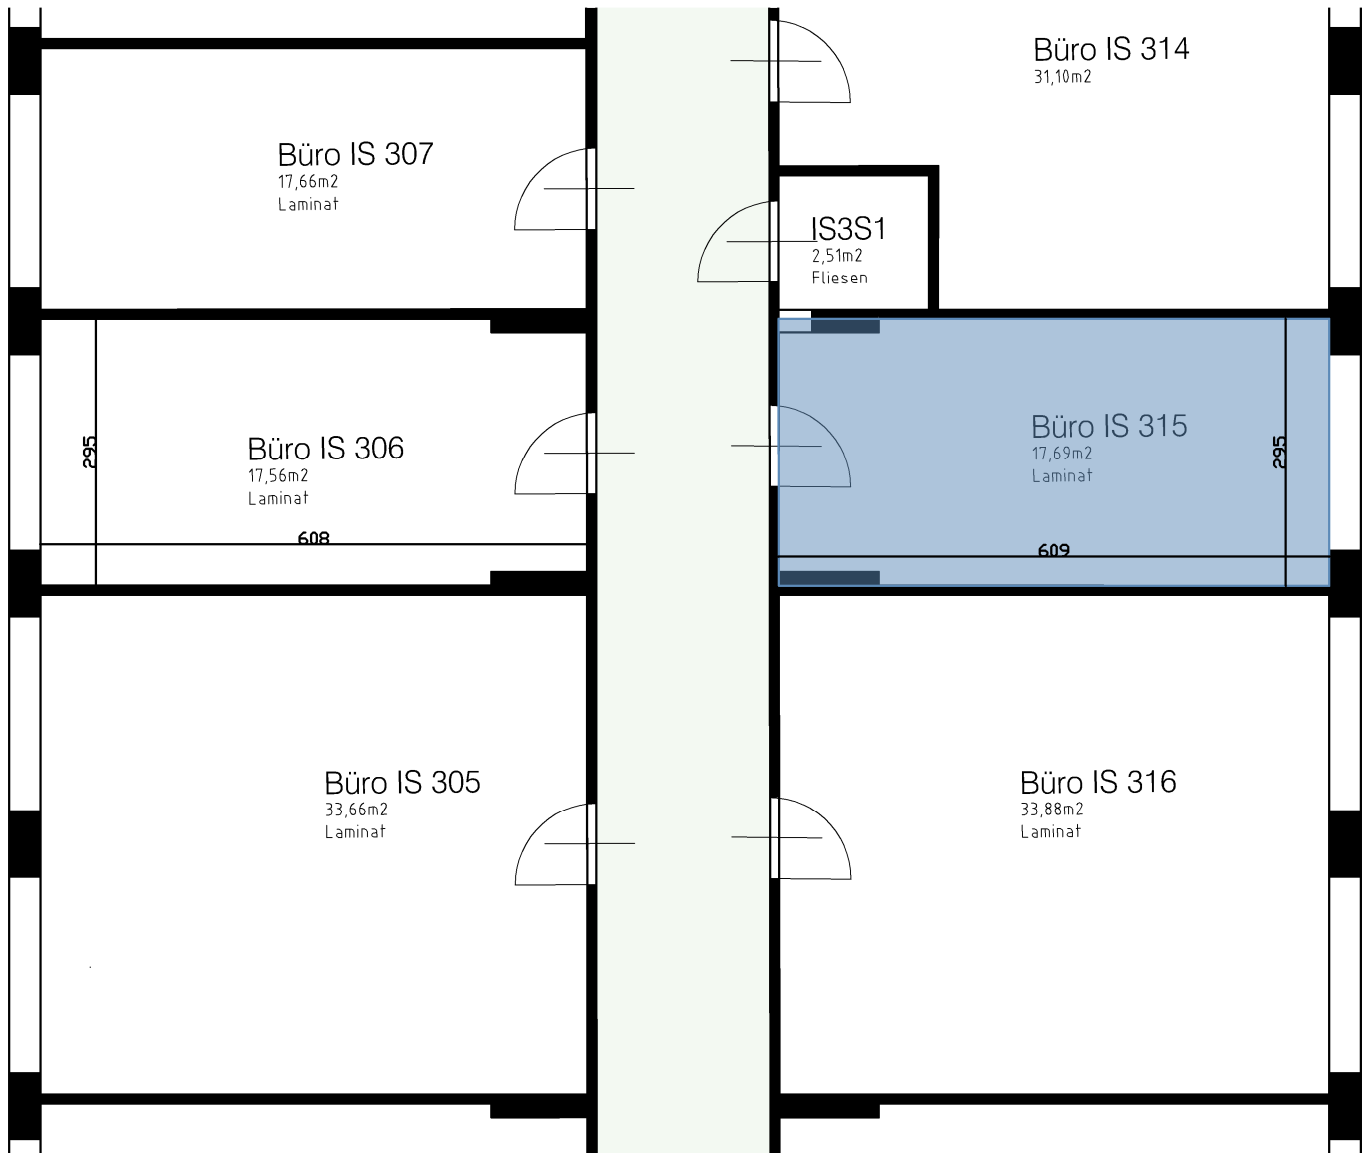 Büro IS 314
31,10m2
Büro IS 307
17,66m2
Laminat
IS3S1
2,51m2
Fliesen
295
Büro IS 306
17,56m2
Laminat
608
Büro IS 315
17,69m2
Laminat
295
609
Büro IS 305
33,66m2
Laminat
Büro IS 316
33,88m2
Laminat